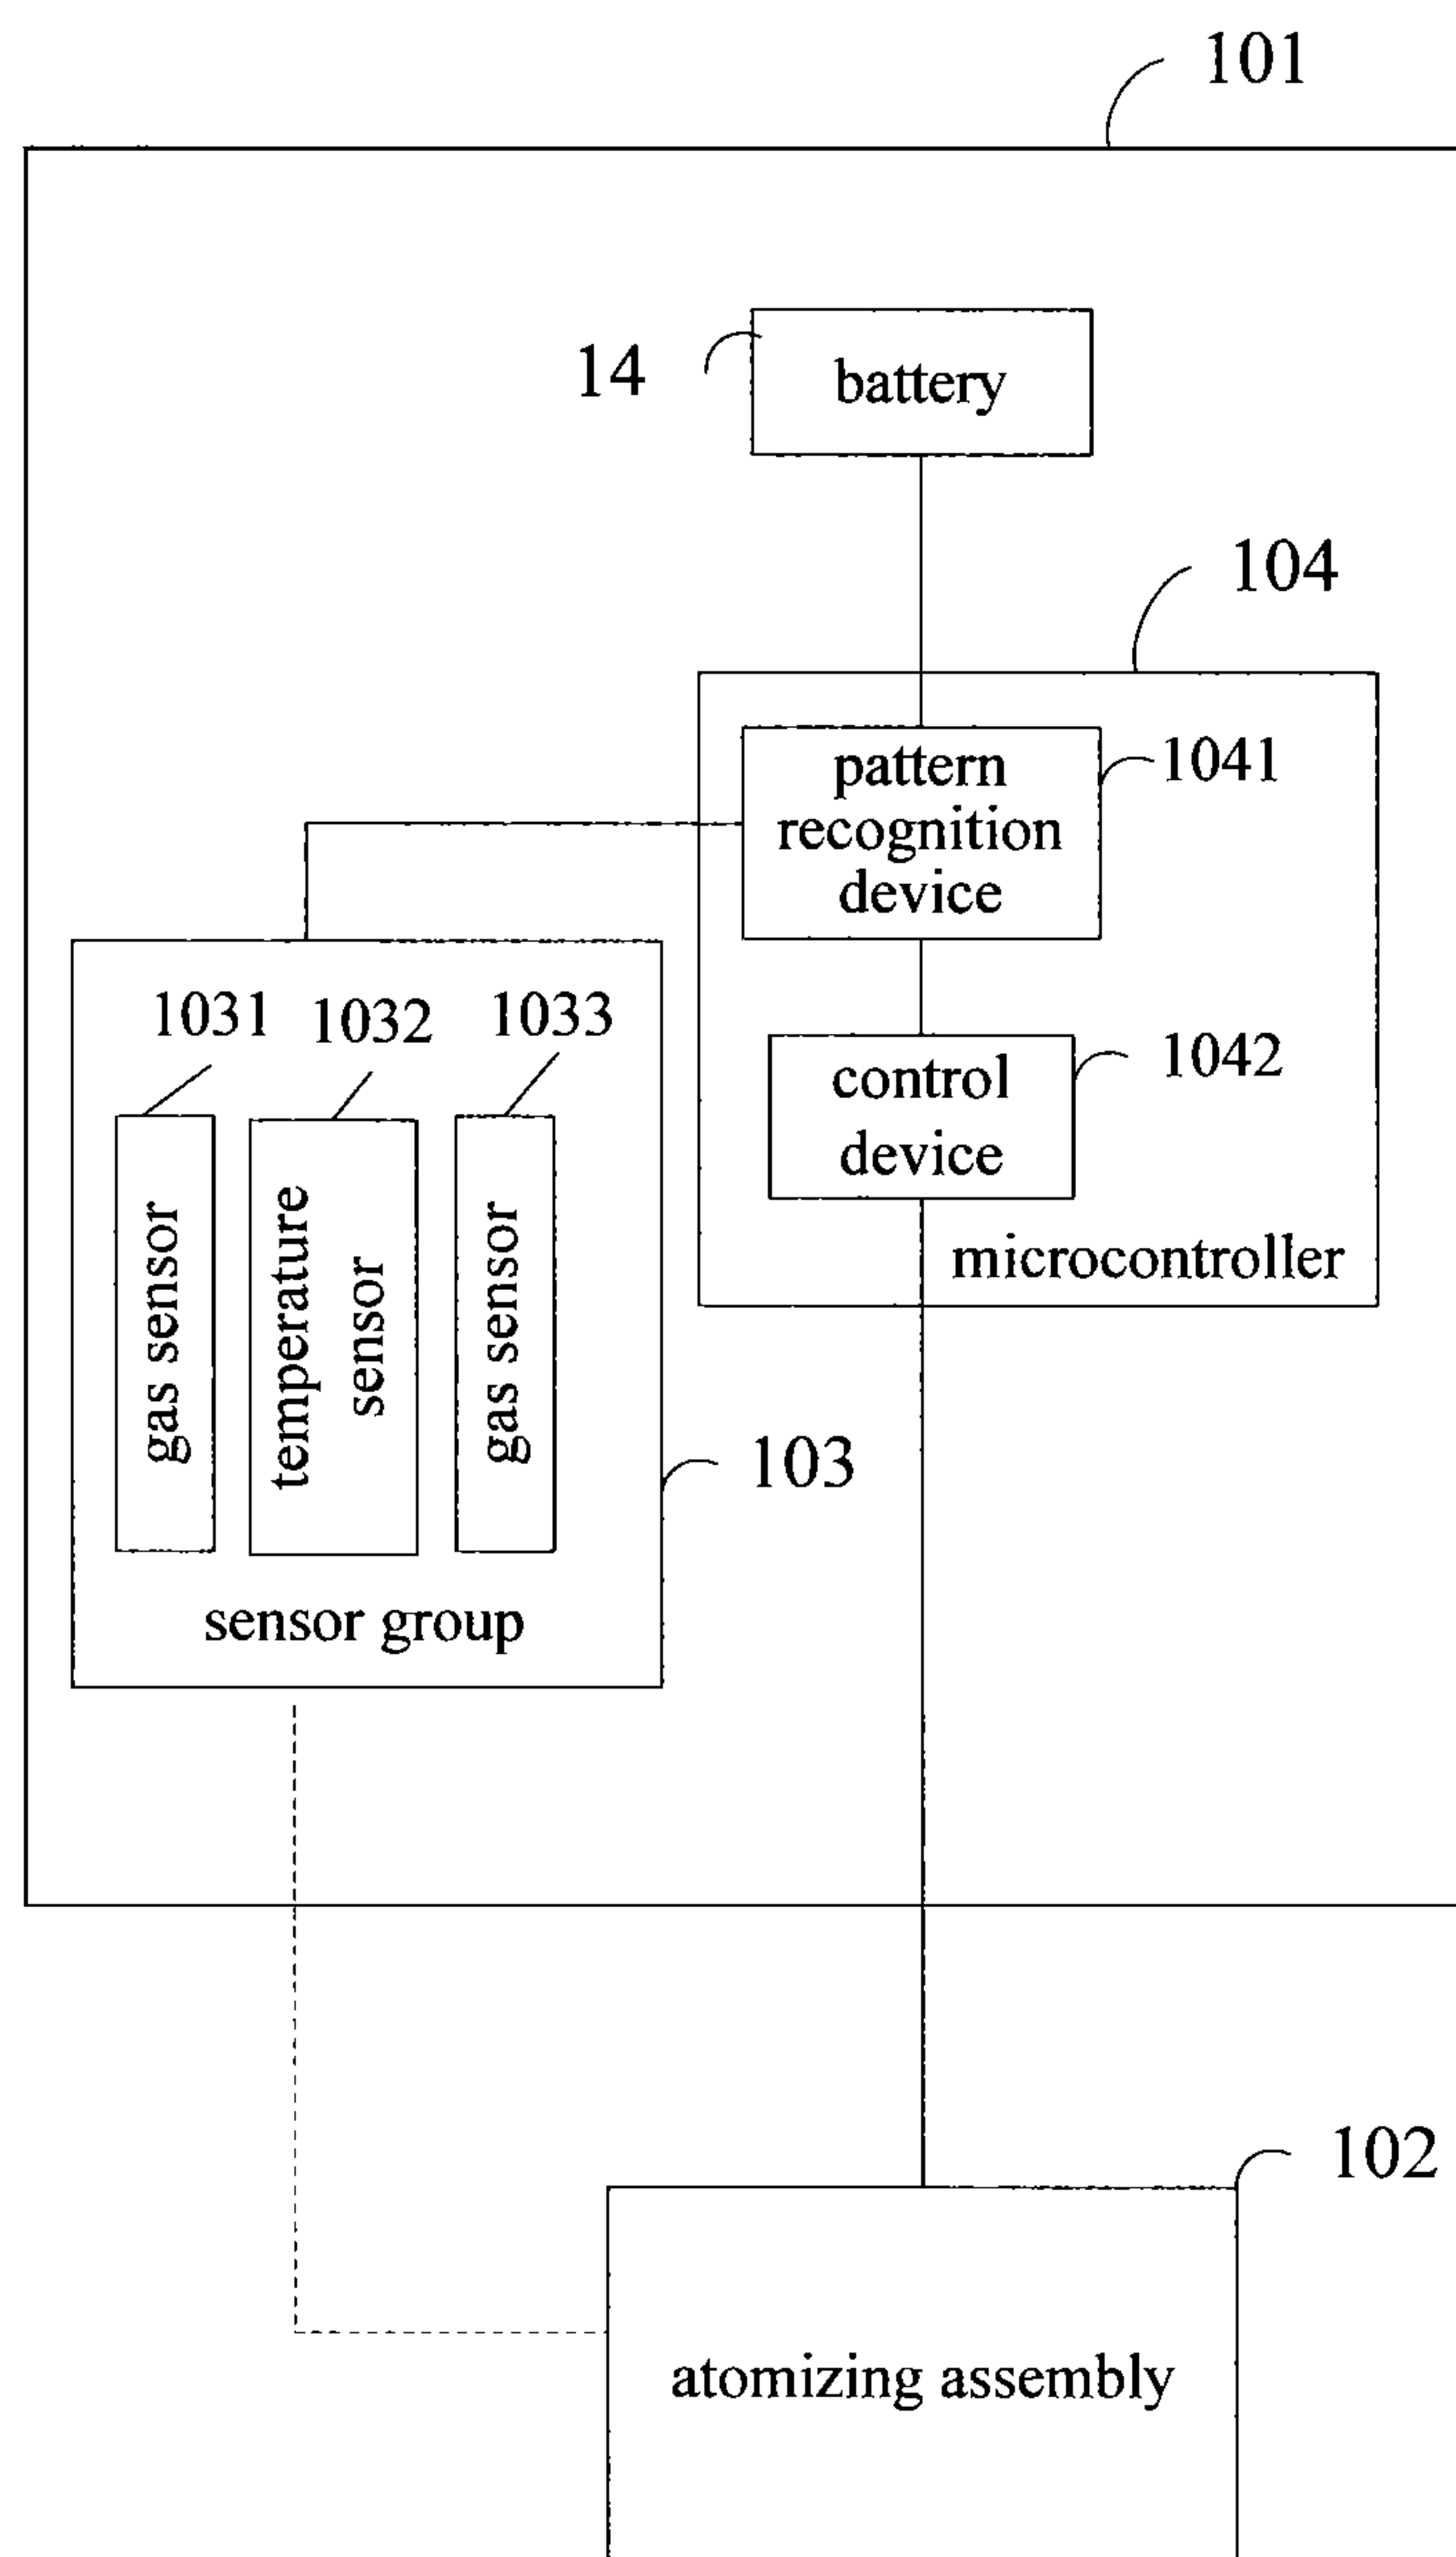 101
14
battery
104
pattern
recognition
device
1041
1031
1032
1033
control
device
1042
gas sensor
temperature
sensor
gas sensor
microcontroller
103
sensor group
102
atomizing assembly